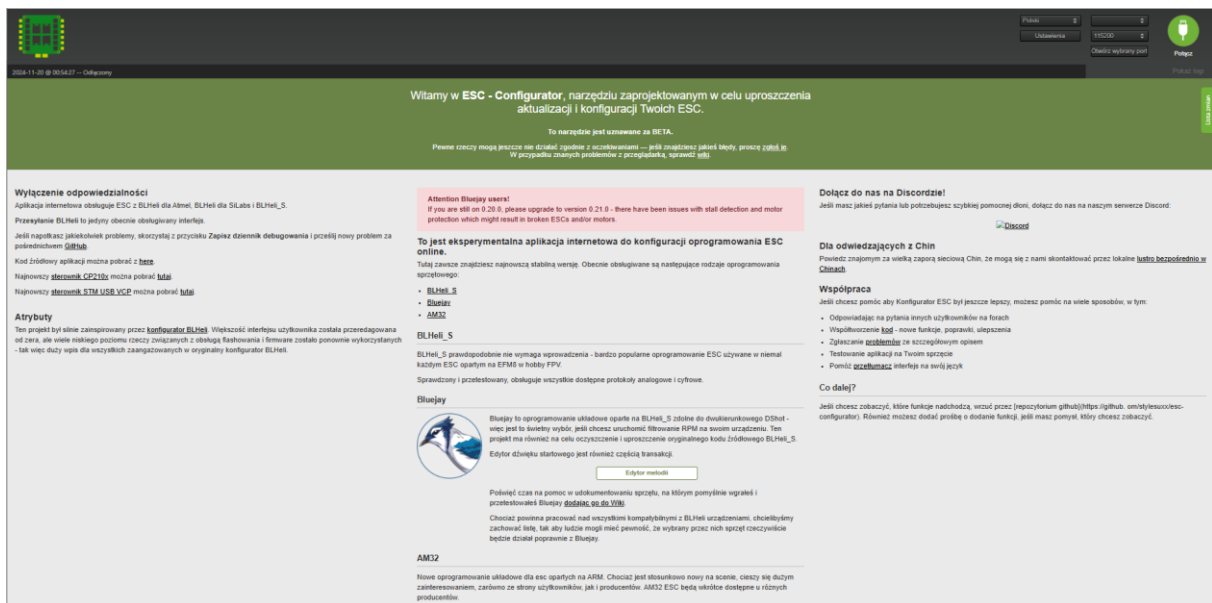 Polski
Ustawienia
115200
Otwórz wybrany port
Połącz
2024-11-20 @ 00:54:27 -- Odłączony
Pokaż logi
Lista zmian
Witamy w ESC - Configurator, narzędziu zaprojektowanym w celu uproszczenia
aktualizacji i konfiguracji Twoich ESC.
To narzędzie jest uznawane za BETA.
Pewne rzeczy mogą jeszcze nie działać zgodnie z oczekiwaniami — jeśli znajdziesz jakieś błędy, proszę zgłoś je.
W przypadku znanych problemów z przeglądarką, sprawdź wiki.
Wyłączenie odpowiedzialności
Aplikacja internetowa obsługuje ESC z BLHeli dla Atmel, BLHeli dla SiLabs i BLHeli_S.
Przesyłanie BLHeli to jedyny obecnie obsługiwany interfejs.
Jeśli napotkasz jakiekolwiek problemy, skorzystaj z przycisku Zapisz dziennik debugowania i prześlij nowy problem za
pośrednictwem GitHub.
Kod źródłowy aplikacji można pobrać z here.
Najnowszy sterownik CP210x można pobrać tutaj.
Najnowszy sterownik STM USB VCP można pobrać tutaj.
Atrybuty
Ten projekt był silnie zainspirowany przez konfigurator BLHeli. Większość interfejsu użytkownika została przeredagowana
od zera, ale wiele niskiego poziomu rzeczy związanych z obsługą flashowania i firmware zostało ponownie wykorzystanych
- tak więc duży wpis dla wszystkich zaangażowanych w oryginalny konfigurator BLHeli.
Attention Bluejay users!
If you are still on 0.20.0, please upgrade to version 0.21.0 - there have been issues with stall detection and motor
protection which might result in broken ESCs and/or motors.
To jest eksperymentalna aplikacja internetowa do konfiguracji oprogramowania ESC
online.
Tutaj zawsze znajdziesz najnowszą stabilną wersję. Obecnie obsługiwane są następujące rodzaje oprogramowania
sprzętowego:
• BLHeli_S
• Bluejay
• AM32
BLHeli_S
BLHeli_S prawdopodobnie nie wymaga wprowadzenia - bardzo popularne oprogramowanie ESC używane w niemal
każdym ESC opartym na EFM8 w hobby FPV.
Sprawdzony i przetestowany, obsługuje wszystkie dostępne protokoły analogowe i cyfrowe.
Bluejay
Bluejay to oprogramowanie układowe oparte na BLHeli_S zdolne do dwukierunkowego DShot -
więc jest to świetny wybór, jeśli chcesz uruchomić filtrowanie RPM na swoim urządzeniu. Ten
projekt ma również na celu oczyszczenie i uproszczenie oryginalnego kodu źródłowego BLHeli_S.
Edytor dźwięku startowego jest również częścią transakcji.
Edytor melodii
Poświęć czas na pomoc w udokumentowaniu sprzętu, na którym pomyślnie wgrałeś i
przetestowałeś Bluejay dodając go do Wiki.
Chociaż powinna pracować nad wszystkimi kompatybilnymi z BLHeli urządzeniami, chcielibyśmy
zachować listę, tak aby ludzie mogli mieć pewność, że wybrany przez nich sprzęt rzeczywiście
będzie działał poprawnie z Bluejay.
AM32
Nowe oprogramowanie układowe dla esc opartych na ARM. Chociaż jest stosunkowo nowy na scenie, cieszy się dużym
zainteresowaniem, zarówno ze strony użytkowników, jak i producentów. AM32 ESC będą wkrótce dostępne u różnych
producentów.
Dołącz do nas na Discordzie!
Jeśli masz jakieś pytania lub potrzebujesz szybkiej pomocnej dłoni, dołącz do nas na naszym serwerze Discord:
Discord
Dla odwiedzających z Chin
Powiedz znajomym za wielką zaporą sieciową Chin, że mogą się z nami skontaktować przez lokalne lustro bezpośrednio w
Chinach.
Współpraca
Jeśli chcesz pomóc aby Konfigurator ESC był jeszcze lepszy, możesz pomóc na wiele sposobów, w tym:
• Odpowiadając na pytania innych użytkowników na forach
• Współtworzenie kod - nowe funkcje, poprawki, ulepszenia
• Zgłaszanie problemów ze szczegółowym opisem
• Testowanie aplikacji na Twoim sprzęcie
• Pomóż przetłumacz interfejs na swój język
Co dalej?
Jeśli chcesz zobaczyć, które funkcje nadchodzą, wrzuć przez [repozytorium github](https://github. om/stylesuxx/esc-
configurator). Również możesz dodać prośbę o dodanie funkcji, jeśli masz pomysł, który chcesz zobaczyć.